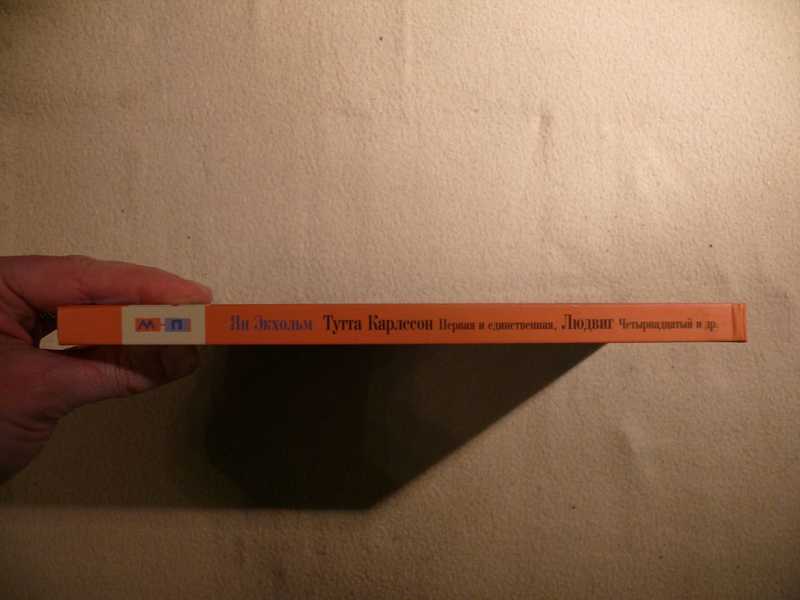 М-П Ян Экхольм Тутта Карлссон Первая и единственная, Людвиг Четырнадцатый и др.